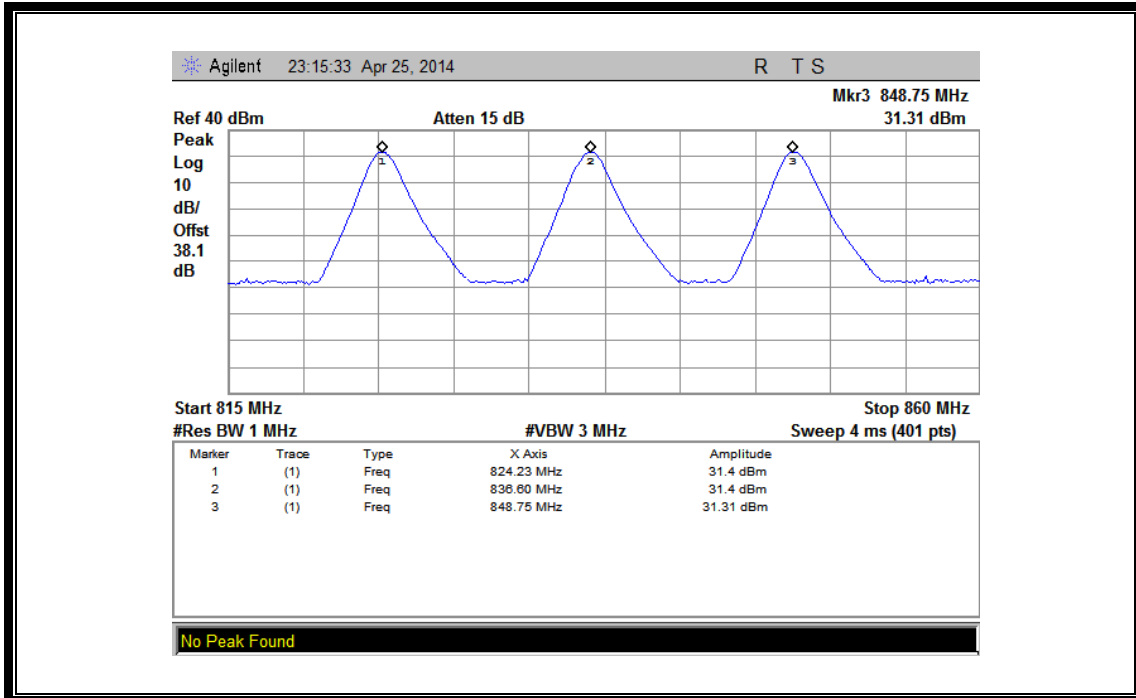 Agilent 23:15:33 Apr 25, 2014 R T S
Mkr3 848.75 MHz
Ref 40 dBm Atten 15 dB 31.31 dBm
Peak
Log
10
dB/
Offst
38.1
dB
1 2 3
Start 815 MHz Stop 860 MHz
#Res BW 1 MHz #VBW 3 MHz Sweep 4 ms (401 pts)
Marker Trace Type X Axis Amplitude
1 (1) Freq 824.23 MHz 31.4 dBm
2 (1) Freq 836.60 MHz 31.4 dBm
3 (1) Freq 848.75 MHz 31.31 dBm
No Peak Found